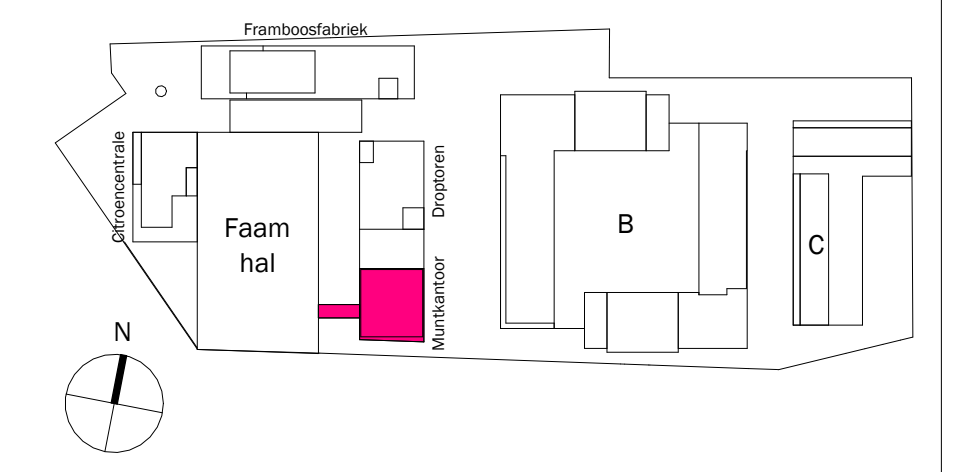 Framboosfabriek
Citroencentrale
Faam
hal
Droptoren
Muntkantoor
B
C
N